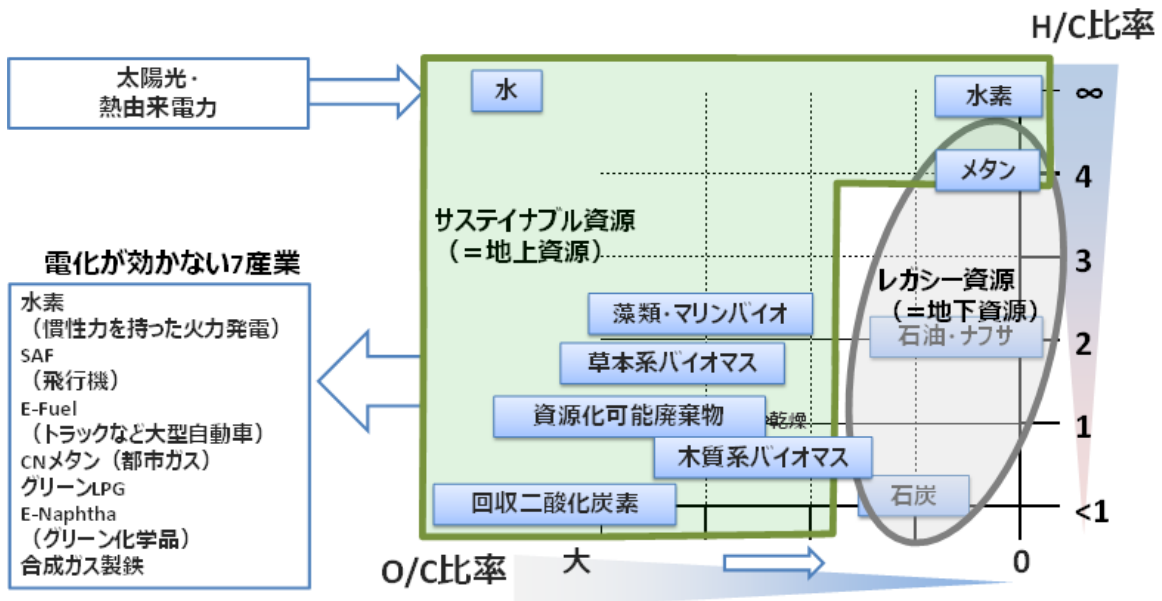 H/C比率
太陽光・
熱由来電力
水
水素
∞
メタン
4
サステイナブル資源
（＝地上資源）
3
電化が効かない7産業
レガシー資源
（＝地下資源）
水素
（慣性力を持った火力発電）
SAF
（飛行機）
E-Fuel
（トラックなど大型自動車）
CNメタン（都市ガス）
グリーンLPG
E-Naphtha
（グリーン化学品）
合成ガス製鉄
藻類・マリンバイオ
石油・ナフサ
2
草本系バイオマス
資源化可能廃棄物
乾燥
1
木質系バイオマス
回収二酸化炭素
石炭
<1
O/C比率
大
0